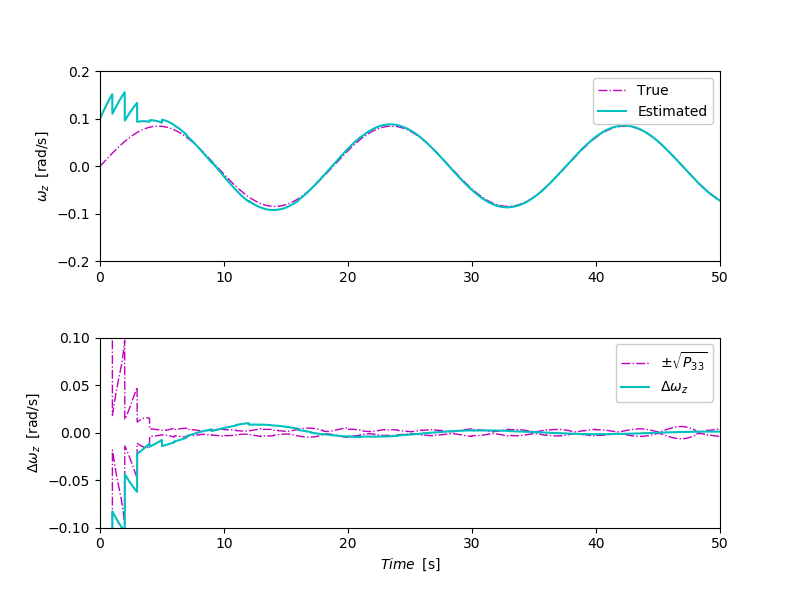 0.2
0.1
0.0
−0.1
−0.2
ω_z [rad/s]
True
Estimated
0 10 20 30 40 50
0.10
0.05
0.00
−0.05
−0.10
Δω_z [rad/s]
±√P_33
Δω_z
0 10 20 30 40 50
Time [s]